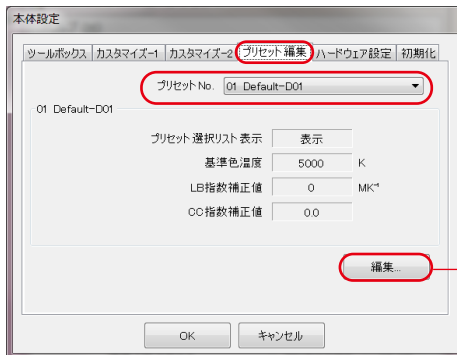 本体設定
ツールボックス カスタマイズ-1 カスタマイズ-2 プリセット編集 ハードウェア設定 初期化
プリセット No. 01 Default-D01
01 Default-D01
プリセット選択リスト表示 表示
基準色温度 5000 K
LB指数補正値 0 MK⁻¹
CC指数補正値 0.0
編集...
OK キャンセル